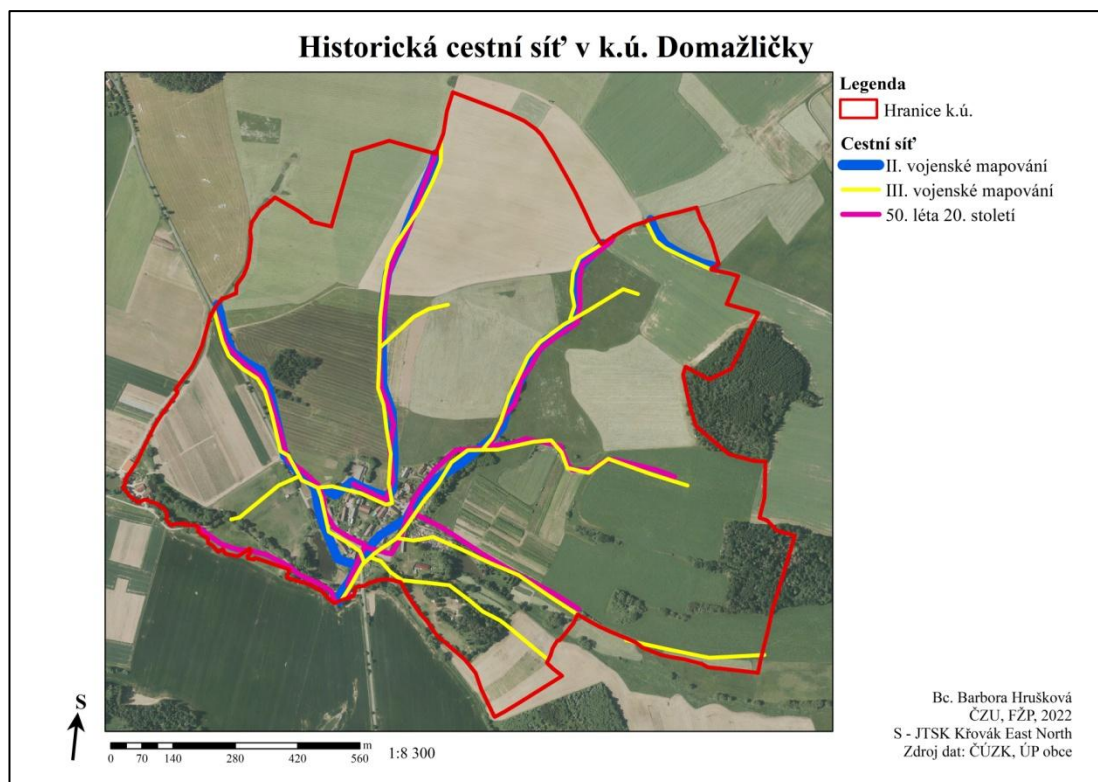 Historická cestní síť v k.ú. Domažličky
Legenda
Hranice k.ú.
Cestní síť
II. vojenské mapování
III. vojenské mapování
50. léta 20. století
S
0 70 140 280 420 560 m
1:8 300
Bc. Barbora Hrušková
ČZU, FŽP, 2022
S - JTSK Křovák East North
Zdroj dat: ČÚZK, ÚP obce